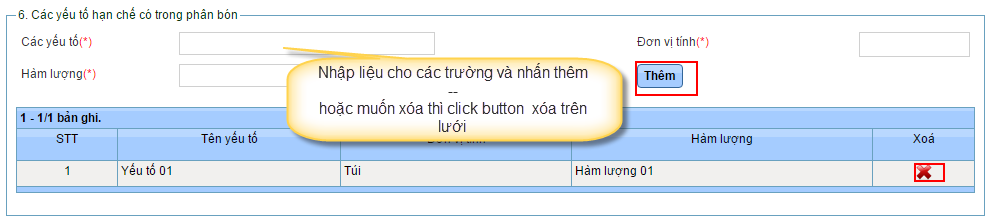 6. Các yếu tố hạn chế có trong phân bón
Các yếu tố(*)
Đơn vị tính(*)
Hàm lượng(*)
Thêm
Nhập liệu cho các trường và nhấn thêm
--
hoặc muốn xóa thì click button xóa trên
lưới
1 - 1/1 bản ghi.
STT Tên yếu tố Hàm lượng Xoá
1 Yếu tố 01 Túi Hàm lượng 01